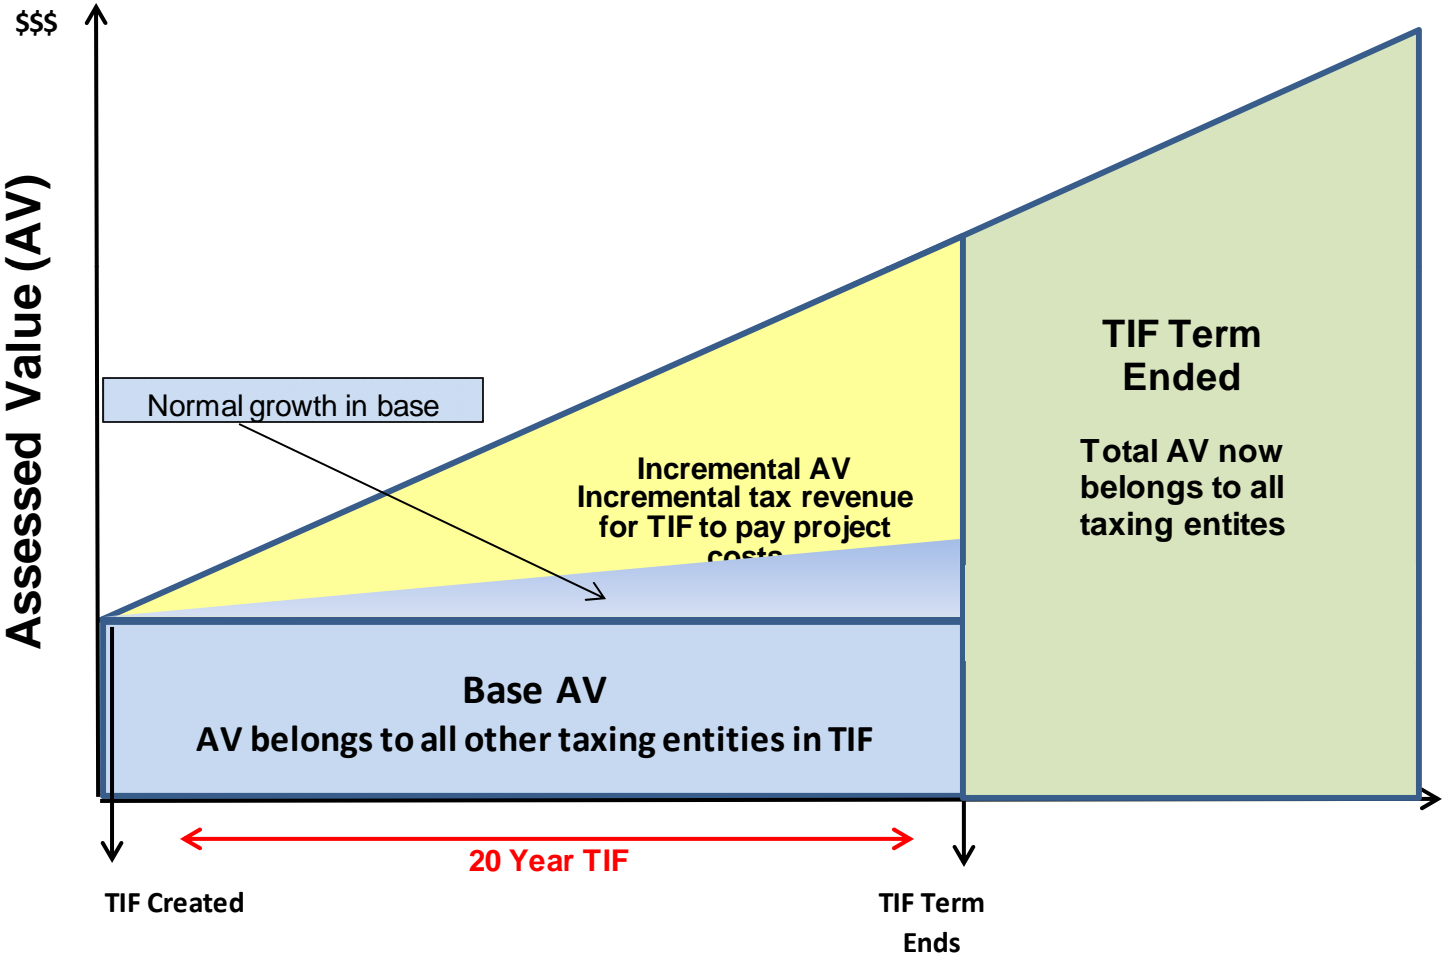 $$$
Assessed Value (AV)
Normal growth in base
Incremental AV
Incremental tax revenue
for TIF to pay project
costs
TIF Term
Ended
Total AV now
belongs to all
taxing entites
Base AV
AV belongs to all other taxing entities in TIF
20 Year TIF
TIF Created
TIF Term
Ends